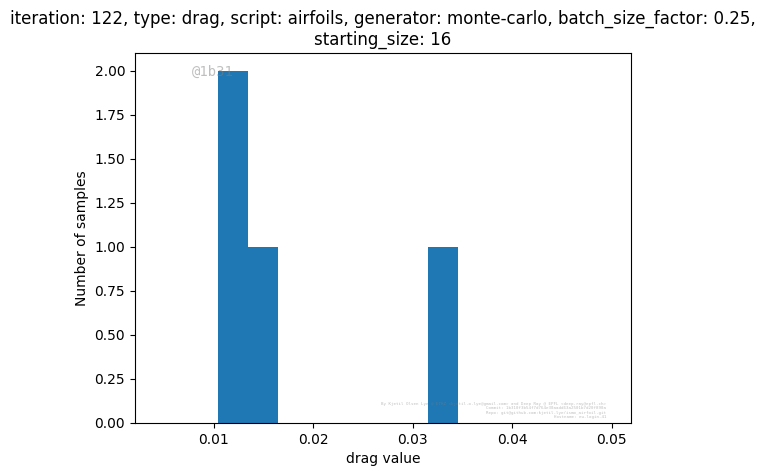 iteration: 122, type: drag, script: airfoils, generator: monte-carlo, batch_size_factor: 0.25,
starting_size: 16
@1b31
2.00
1.75
1.50
1.25
1.00
0.75
0.50
0.25
0.00
Number of samples
0.01
0.02
0.03
0.04
0.05
drag value